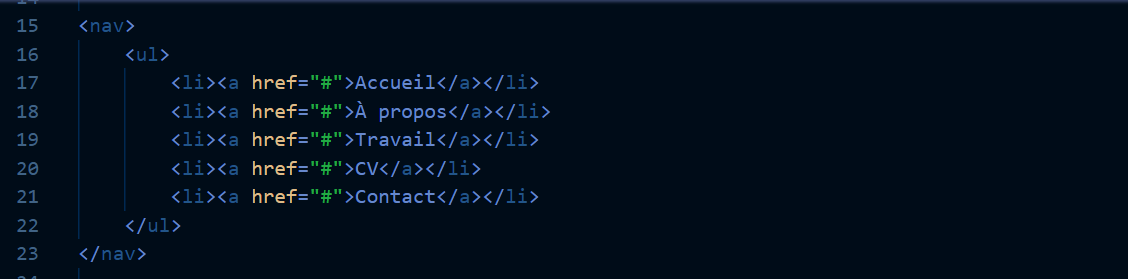 15 <nav>
16 <ul>
17 <li><a href="#">Accueil</a></li>
18 <li><a href="#">À propos</a></li>
19 <li><a href="#">Travail</a></li>
20 <li><a href="#">CV</a></li>
21 <li><a href="#">Contact</a></li>
22 </ul>
23 </nav>